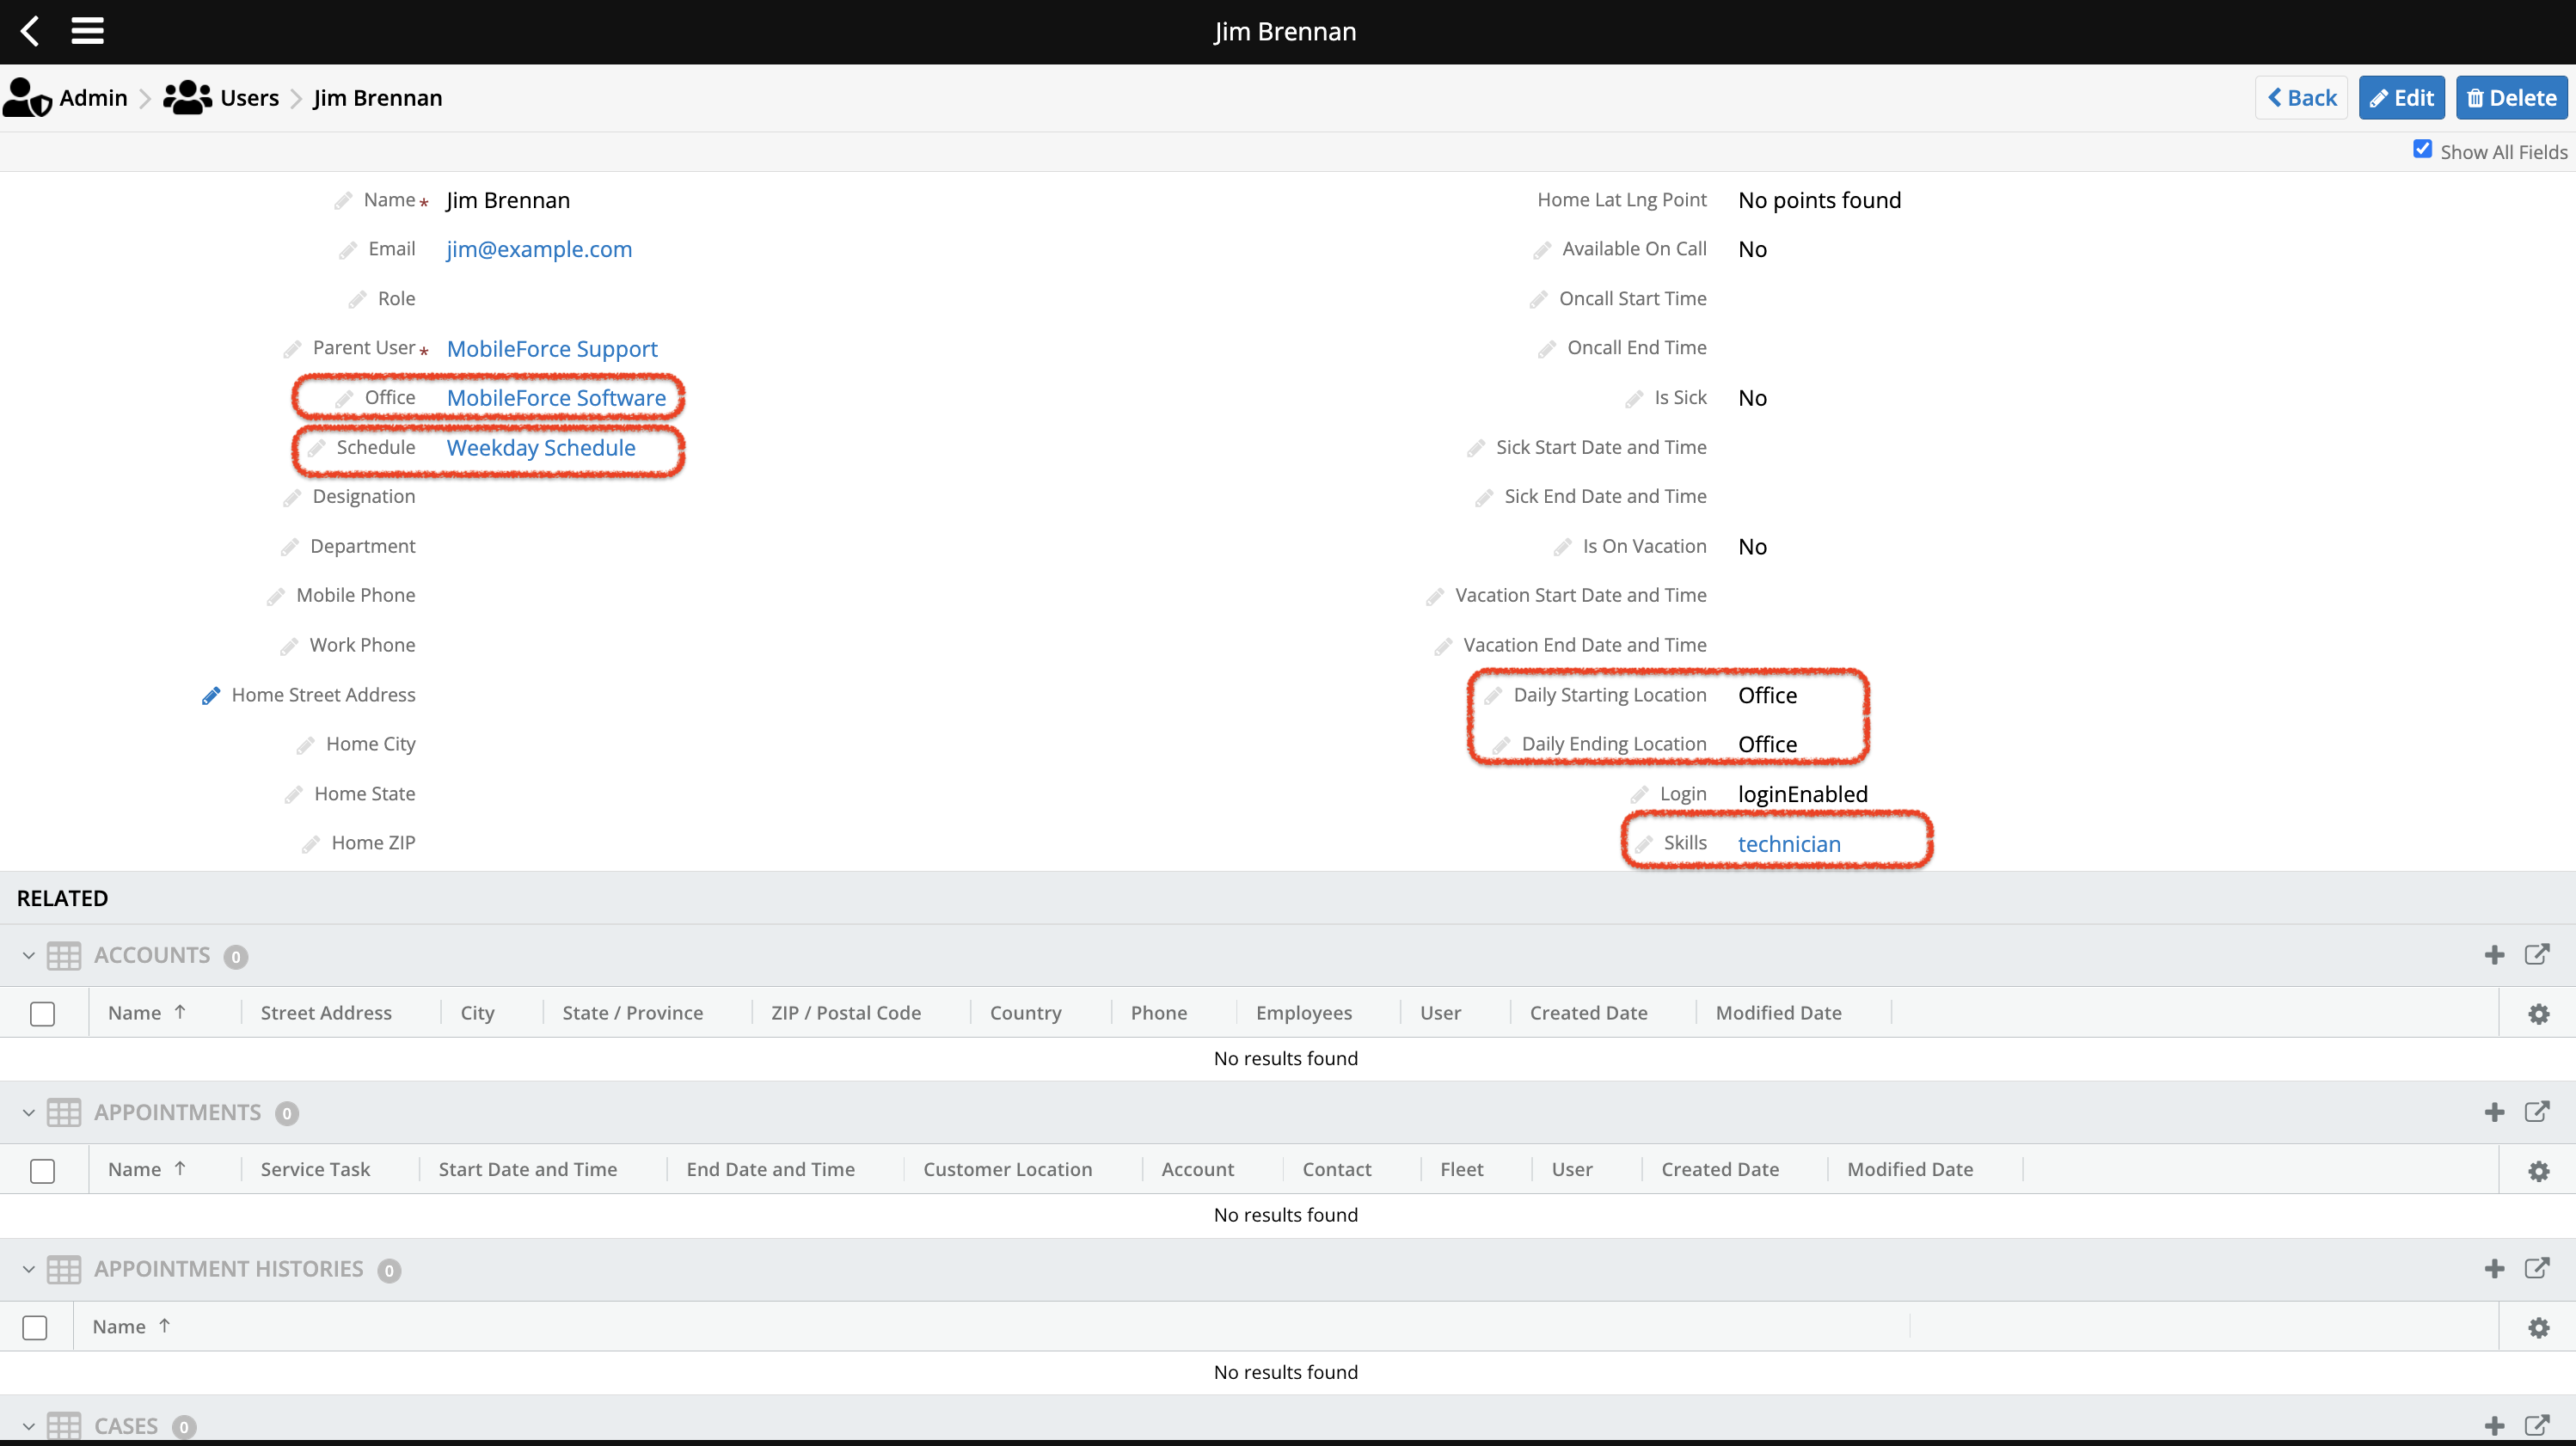 Jim Brennan
Admin Users Jim Brennan Back Edit Delete
Show All Fields
Name * Jim Brennan
Email jim@example.com
Role
Parent User * MobileForce Support
Office MobileForce Software
Schedule Weekday Schedule
Designation
Department
Mobile Phone
Work Phone
Home Street Address
Home City
Home State
Home ZIP
Home Lat Lng Point No points found
Available On Call No
Oncall Start Time
Oncall End Time
Is Sick No
Sick Start Date and Time
Sick End Date and Time
Is On Vacation No
Vacation Start Date and Time
Vacation End Date and Time
Daily Starting Location Office
Daily Ending Location Office
Login loginEnabled
Skills technician
RELATED
ACCOUNTS 0
Name ↑ Street Address City State / Province ZIP / Postal Code Country Phone Employees User Created Date Modified Date
No results found
APPOINTMENTS 0
Name ↑ Service Task Start Date and Time End Date and Time Customer Location Account Contact Fleet User Created Date Modified Date
No results found
APPOINTMENT HISTORIES 0
Name ↑
No results found
CASES 0